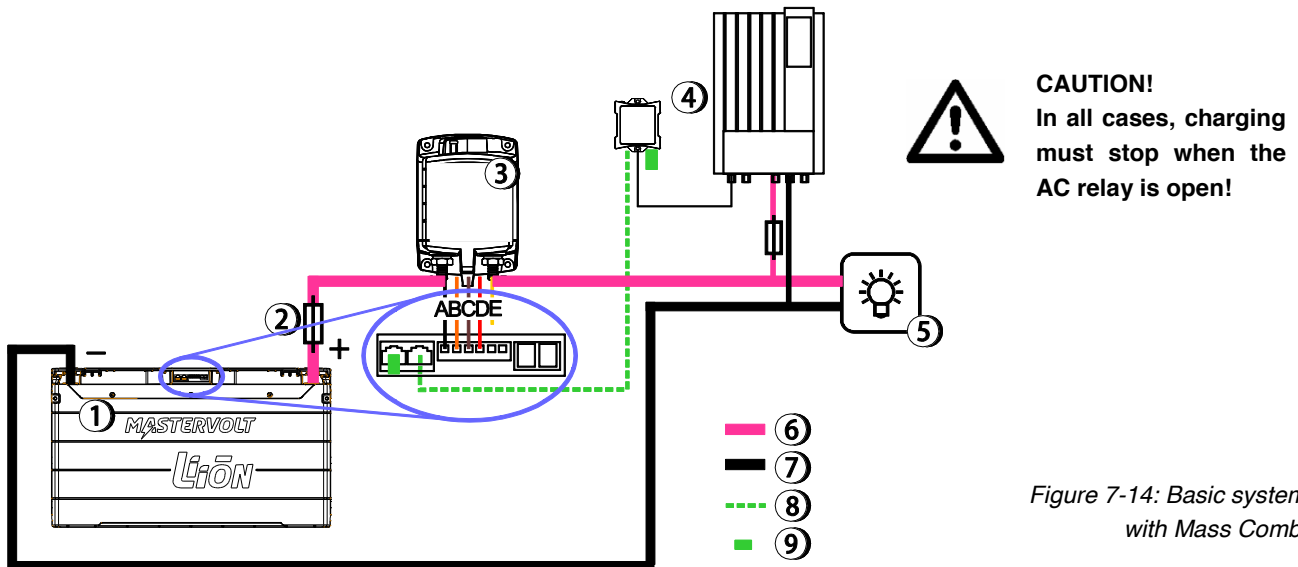 CAUTION!
In all cases, charging
must stop when the
AC relay is open!
4
3
ABCDE
2
+
–
5
1
MASTERVOLT
LiiōN
6
7
8
9
Figure 7-14: Basic system
with Mass Comb